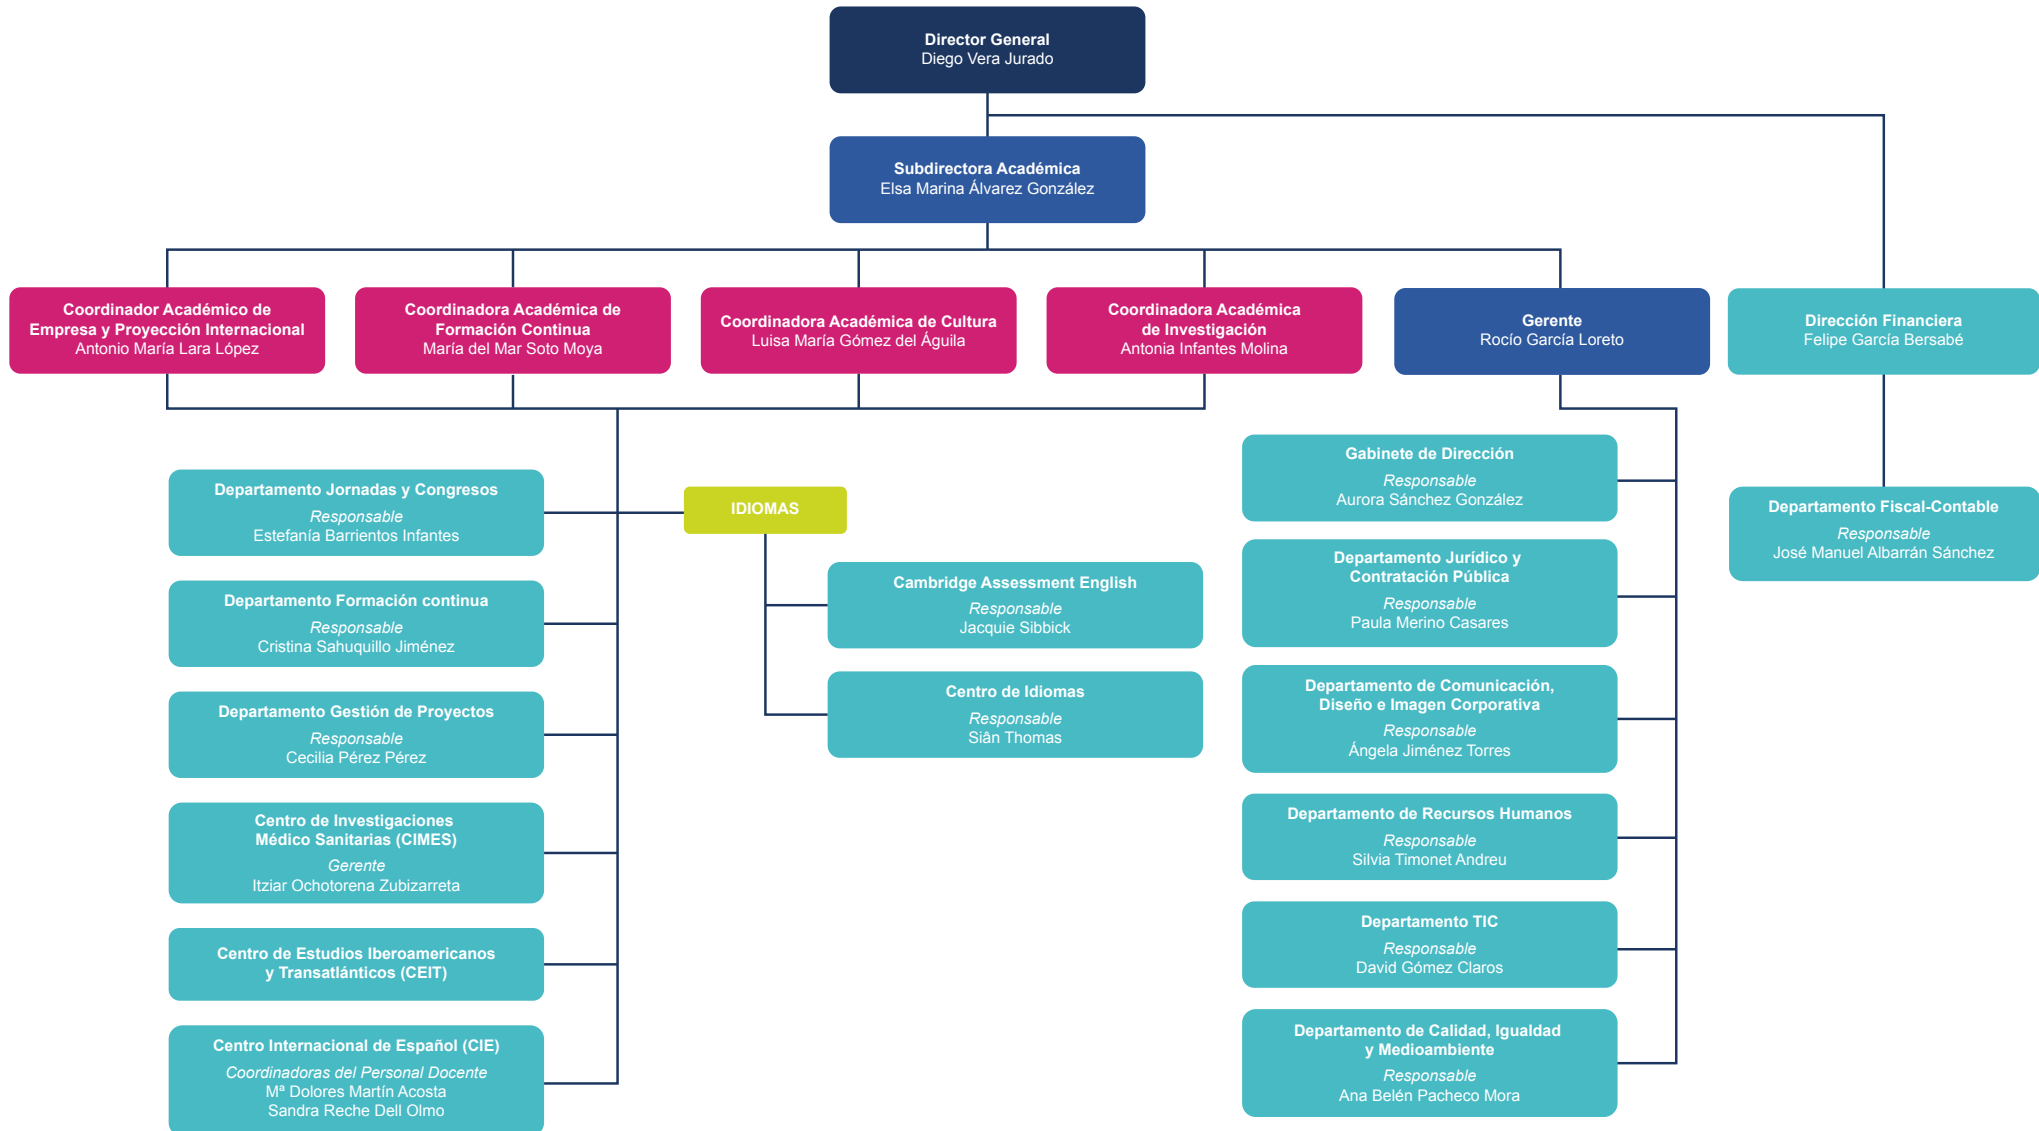 Director General
Diego Vera Jurado
Subdirectora Académica
Elsa Marina Álvarez González
Coordinador Académico de
Empresa y Proyección Internacional
Antonio María Lara López
Coordinadora Académica de
Formación Continua
María del Mar Soto Moya
Coordinadora Académica de Cultura
Luisa María Gómez del Águila
Coordinadora Académica
de Investigación
Antonia Infantes Molina
Gerente
Rocío García Loreto
Dirección Financiera
Felipe García Bersabé
Departamento Jornadas y Congresos
Responsable
Estefanía Barrientos Infantes
Departamento Formación continua
Responsable
Cristina Sahuquillo Jiménez
Departamento Gestión de Proyectos
Responsable
Cecilia Pérez Pérez
Centro de Investigaciones
Médico Sanitarias (CIMES)
Gerente
Itziar Ochotorena Zubizarreta
Centro de Estudios Iberoamericanos
y Transatlánticos (CEIT)
Centro Internacional de Español (CIE)
Coordinadoras del Personal Docente
Mª Dolores Martín Acosta
Sandra Reche Dell Olmo
IDIOMAS
Cambridge Assessment English
Responsable
Jacquie Sibbick
Centro de Idiomas
Responsable
Siân Thomas
Gabinete de Dirección
Responsable
Aurora Sánchez González
Departamento Jurídico y
Contratación Pública
Responsable
Paula Merino Casares
Departamento de Comunicación,
Diseño e Imagen Corporativa
Responsable
Ángela Jiménez Torres
Departamento de Recursos Humanos
Responsable
Silvia Timonet Andreu
Departamento TIC
Responsable
David Gómez Claros
Departamento de Calidad, Igualdad
y Medioambiente
Responsable
Ana Belén Pacheco Mora
Departamento Fiscal-Contable
Responsable
José Manuel Albarrán Sánchez